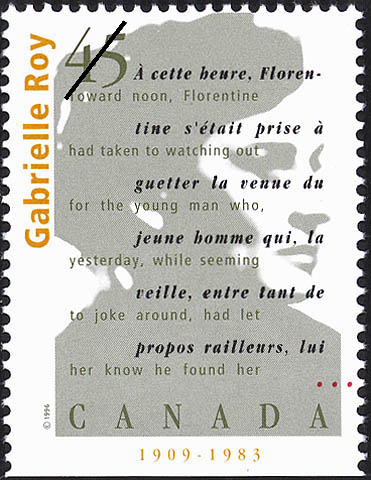 Gabrielle Roy
45
À cette heure, Floren-
Toward noon, Florentine
tine s'était prise à
had taken to watching out
guetter la venue du
for the young man who,
jeune homme qui, la
yesterday, while seeming
veille, entre tant de
to joke around, had let
propos railleurs, lui
her know he found her
...
© 1996
CANADA
1909-1983